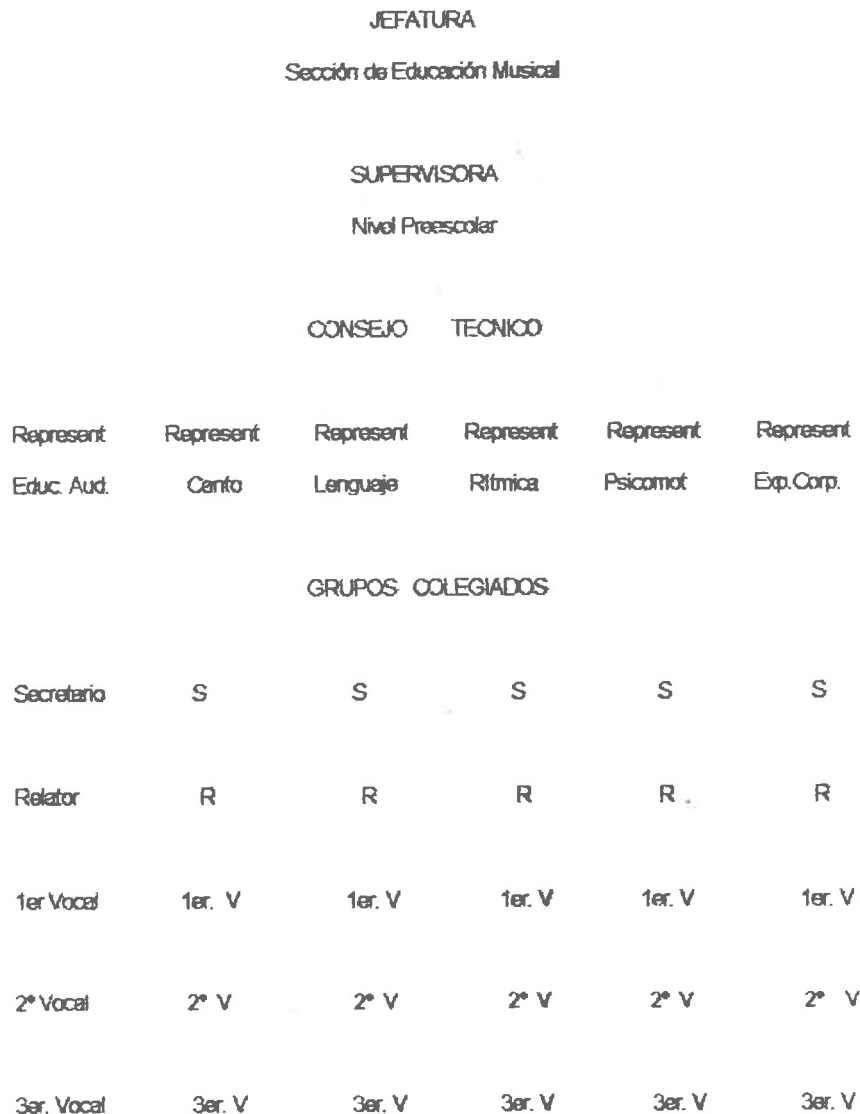 JEFATURA
Sección de Educación Musical
SUPERVISORA
Nivel Preescolar
CONSEJO TECNICO
Represent Represent Represent Represent Represent Represent
Educ. Aud. Canto Lenguaje Rítmica Psicomot Exp.Corp.
GRUPOS COLEGIADOS
Secretario S S S S S
Relator R R R R R
1er Vocal 1er. V 1er. V 1er. V 1er. V 1er. V
2º Vocal 2º V 2º V 2º V 2º V 2º V
3er. Vocal 3er. V 3er. V 3er. V 3er. V 3er. V